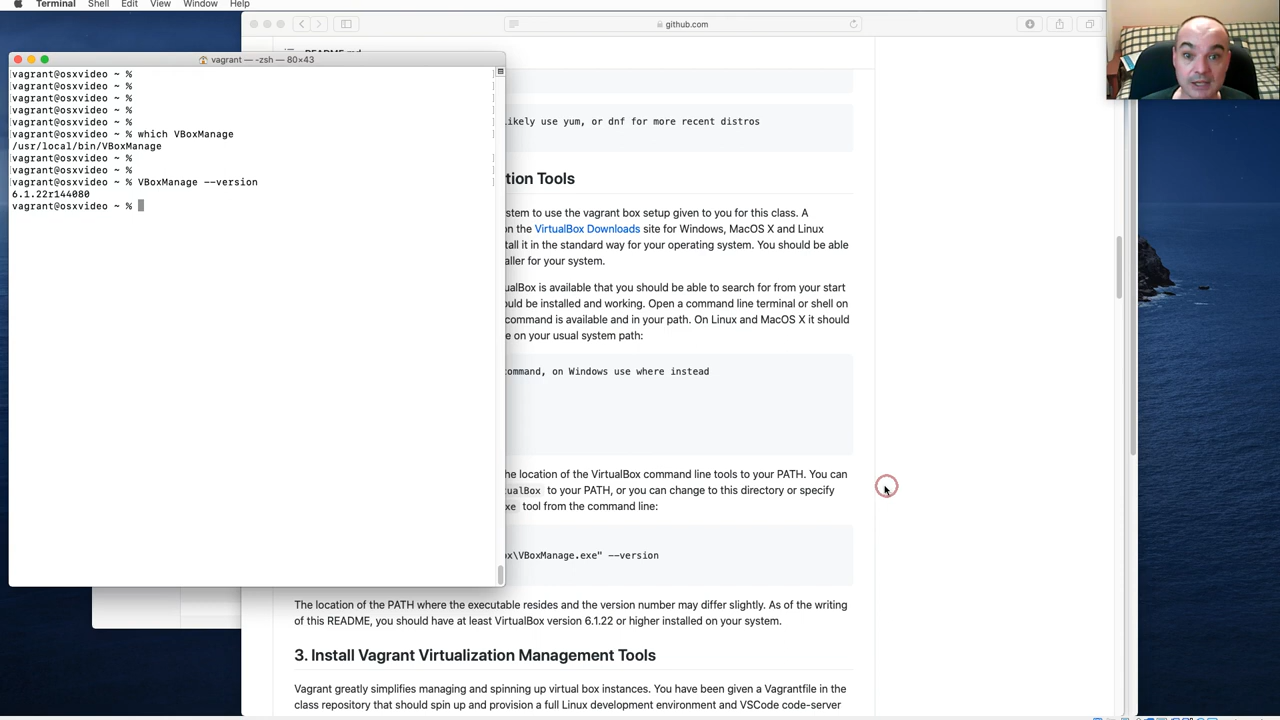 Terminal Shell Edit View Window Help
github.com
README.md
vagrant — -zsh — 80×43
vagrant@osxvideo ~ %
vagrant@osxvideo ~ %
vagrant@osxvideo ~ %
vagrant@osxvideo ~ %
vagrant@osxvideo ~ %
vagrant@osxvideo ~ % which VBoxManage
/usr/local/bin/VBoxManage
vagrant@osxvideo ~ %
vagrant@osxvideo ~ %
vagrant@osxvideo ~ % VBoxManage --version
6.1.22r144080
vagrant@osxvideo ~ %
likely use yum, or dnf for more recent distros
tion Tools
stem to use the vagrant box setup given to you for this class. A
on the VirtualBox Downloads site for Windows, MacOS X and Linux
tall it in the standard way for your operating system. You should be able
aller for your system.
ualBox is available that you should be able to search for from your start
ould be installed and working. Open a command line terminal or shell on
command is available and in your path. On Linux and MacOS X it should
e on your usual system path:
command, on Windows use where instead
he location of the VirtualBox command line tools to your PATH. You can
tualBox to your PATH, or you can change to this directory or specify
xe tool from the command line:
ox\VBoxManage.exe" --version
The location of the PATH where the executable resides and the version number may differ slightly. As of the writing
of this README, you should have at least VirtualBox version 6.1.22 or higher installed on your system.
3. Install Vagrant Virtualization Management Tools
Vagrant greatly simplifies managing and spinning up virtual box instances. You have been given a Vagrantfile in the
class repository that should spin up and provision a full Linux development environment and VSCode code-server